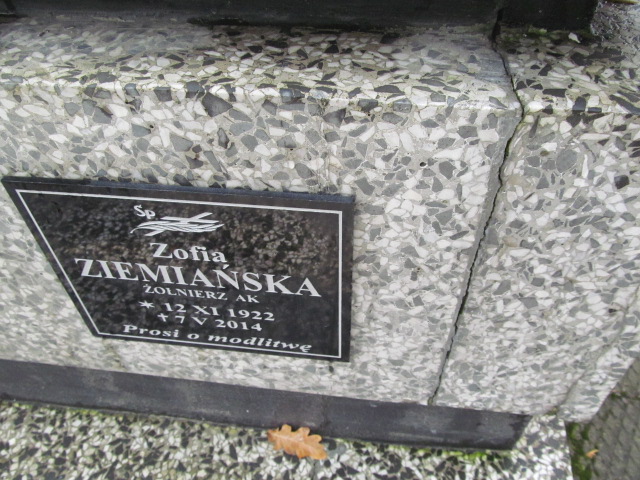 Śp
Zofia
ZIEMIAŃSKA
ŻOŁNIERZ AK
* 12 XI 1922
✝ 7 V 2014
Prosi o modlitwę